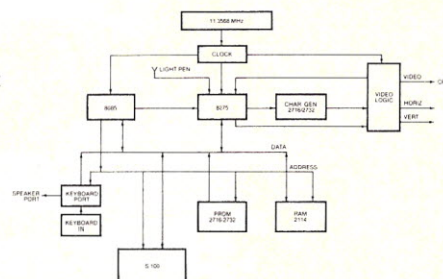 11.2968 MHz
CLOCK
LIGHT PEN
8085
8275
CHAR GEN
2716/2732
VIDEO
LOGIC
VIDEO
HORIZ
VERT
DATA
ADDRESS
SPEAKER
PORT
KEYBOARD
PORT
KEYBOARD
IN
PROM
2716-2732
RAM
2114
S 100